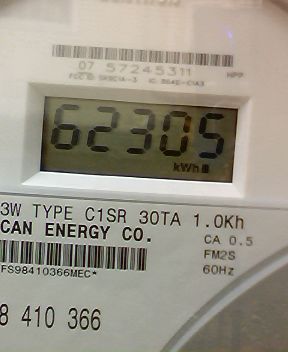 07 57245311 HPP
62305
kWh
3W TYPE C1SR 30TA 1.0Kh
CAN ENERGY CO. CA 0.5
FM2S
FS98410366MEC* 60Hz
8 410 366